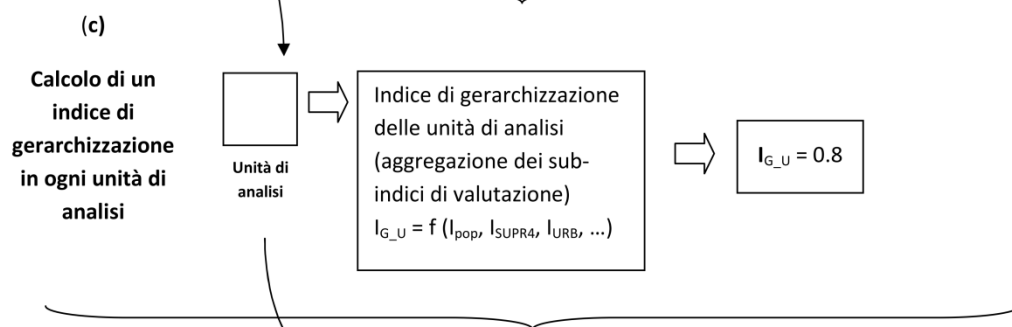 (c)
Calcolo di un
indice di
gerarchizzazione
in ogni unità di
analisi
Unità di
analisi
Indice di gerarchizzazione
delle unità di analisi
(aggregazione dei sub-
indici di valutazione)
I_G_U = f (I_pop, I_SUPR4, I_URB, ...)
I_G_U = 0.8